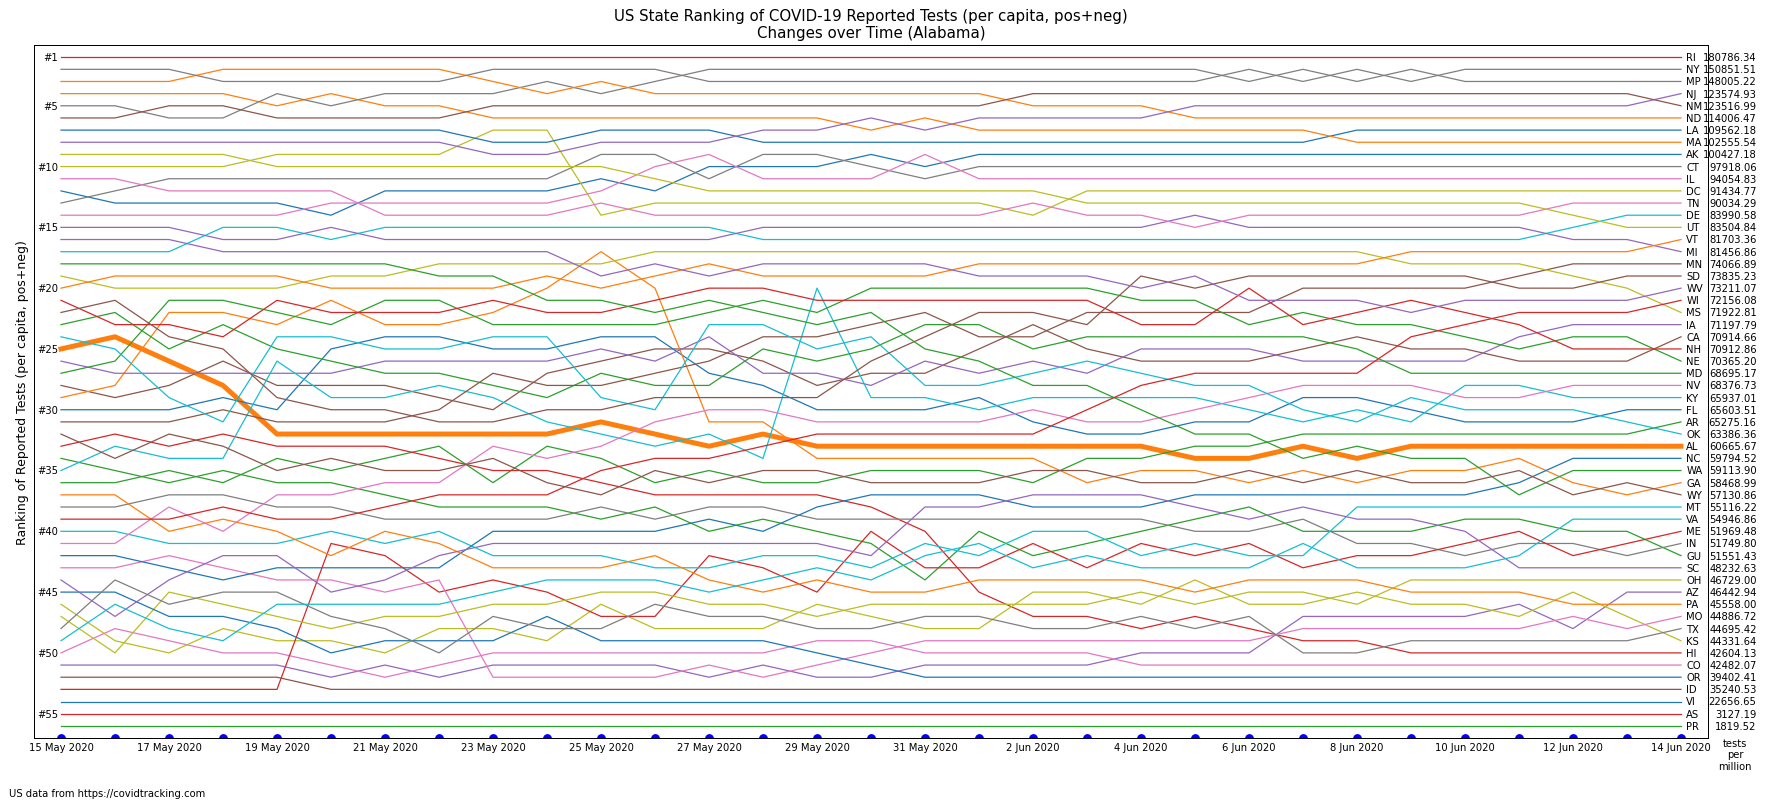 US State Ranking of COVID-19 Reported Tests (per capita, pos+neg)
Changes over Time (Alabama)
Ranking of Reported Tests (per capita, pos+neg)
#1
#5
#10
#15
#20
#25
#30
#35
#40
#45
#50
#55
RI 180786.34
NY 150851.51
MP 148005.22
NJ 123574.93
NM 123516.99
ND 114006.47
LA 109562.18
MA 102555.54
AK 100427.18
CT 97918.06
IL 94054.83
DC 91434.77
TN 90034.29
DE 83990.58
UT 83504.84
VT 81703.36
MI 81456.86
MN 74066.89
SD 73835.23
WV 73211.07
WI 72156.08
MS 71922.81
IA 71197.79
CA 70914.66
NH 70912.86
NE 70365.20
MD 68695.17
NV 68376.73
KY 65937.01
FL 65603.51
AR 65275.16
OK 63386.36
AL 60665.67
NC 59794.52
WA 59113.90
GA 58468.99
WY 57130.86
MT 55116.22
VA 54946.86
ME 51969.48
IN 51749.80
GU 51551.43
SC 48232.63
OH 46729.00
AZ 46442.94
PA 45558.00
MO 44886.72
TX 44695.42
KS 44331.64
HI 42604.13
CO 42482.07
OR 39402.41
ID 35240.53
VI 22656.65
AS 3127.19
PR 1819.52
15 May 2020 17 May 2020 19 May 2020 21 May 2020 23 May 2020 25 May 2020 27 May 2020 29 May 2020 31 May 2020 2 Jun 2020 4 Jun 2020 6 Jun 2020 8 Jun 2020 10 Jun 2020 12 Jun 2020 14 Jun 2020
tests
per
million
US data from https://covidtracking.com